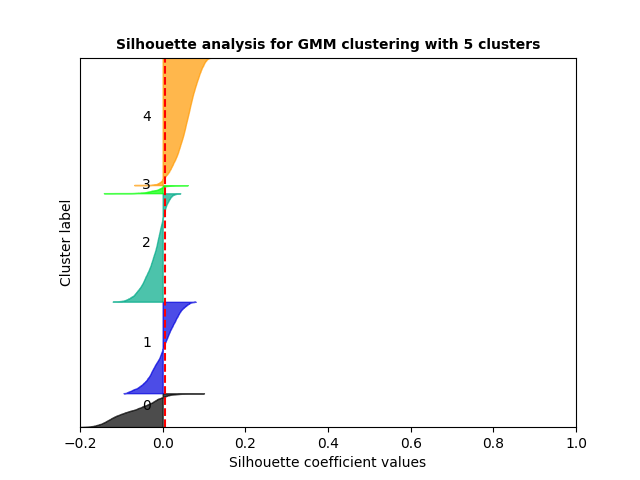 Silhouette analysis for GMM clustering with 5 clusters
Cluster label
4
3
2
1
0
−0.2 0.0 0.2 0.4 0.6 0.8 1.0
Silhouette coefficient values